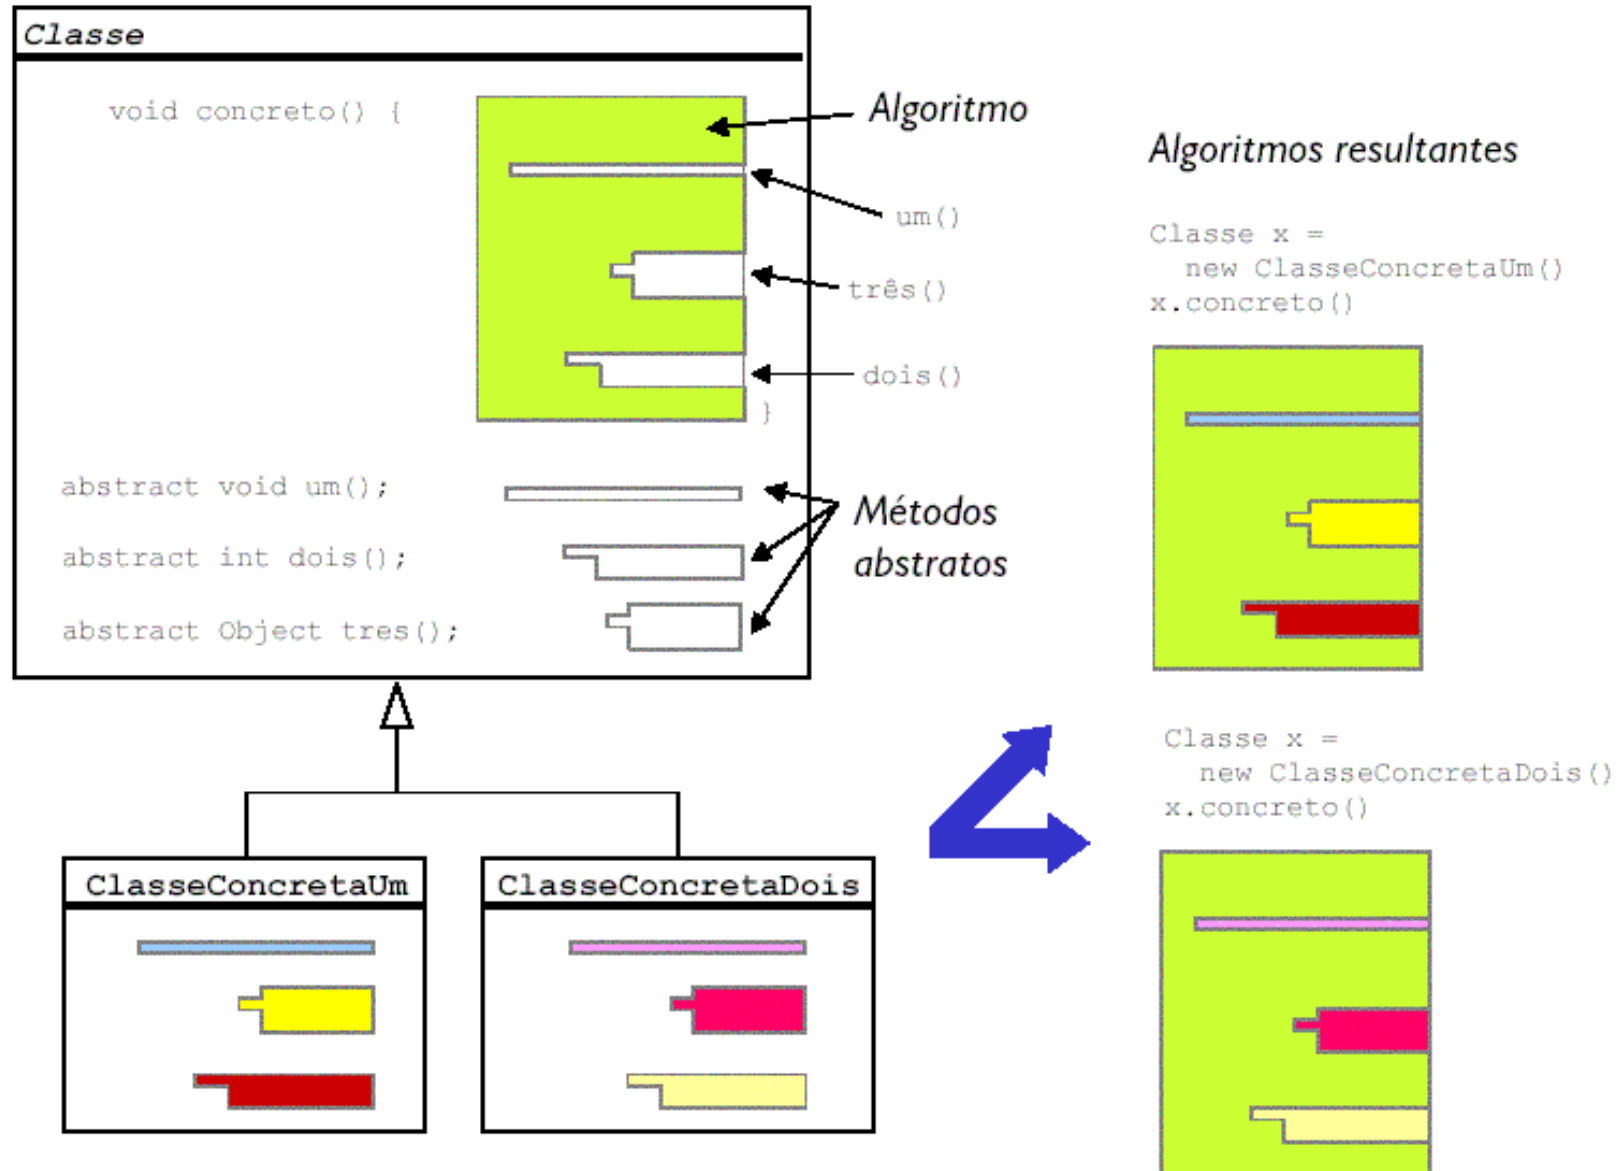 Classe
void concreto() {
Algoritmo
um()
três()
dois()
}
abstract void um();
abstract int dois();
abstract Object tres();
Métodos
abstratos
ClasseConcretaUm
ClasseConcretaDois
Algoritmos resultantes
Classe x =
new ClasseConcretaUm()
x.concreto()
Classe x =
new ClasseConcretaDois()
x.concreto()